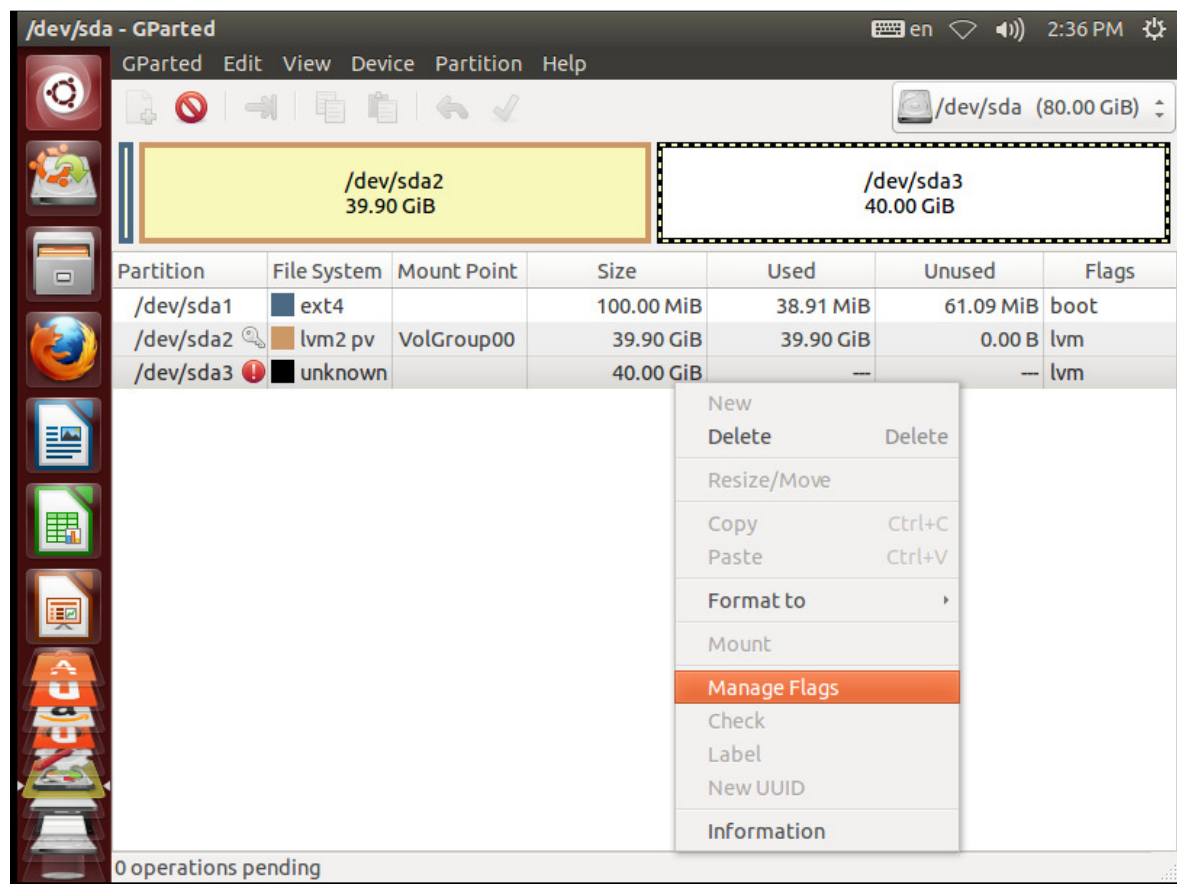 /dev/sda - GParted en 2:36 PM
GParted Edit View Device Partition Help
/dev/sda (80.00 GiB)
/dev/sda2 /dev/sda3
39.90 GiB 40.00 GiB
Partition File System Mount Point Size Used Unused Flags
/dev/sda1 ext4 100.00 MiB 38.91 MiB 61.09 MiB boot
/dev/sda2 lvm2 pv VolGroup00 39.90 GiB 39.90 GiB 0.00 B lvm
/dev/sda3 unknown 40.00 GiB --- --- lvm
New
Delete Delete
Resize/Move
Copy Ctrl+C
Paste Ctrl+V
Format to
Mount
Manage Flags
Check
Label
New UUID
Information
0 operations pending